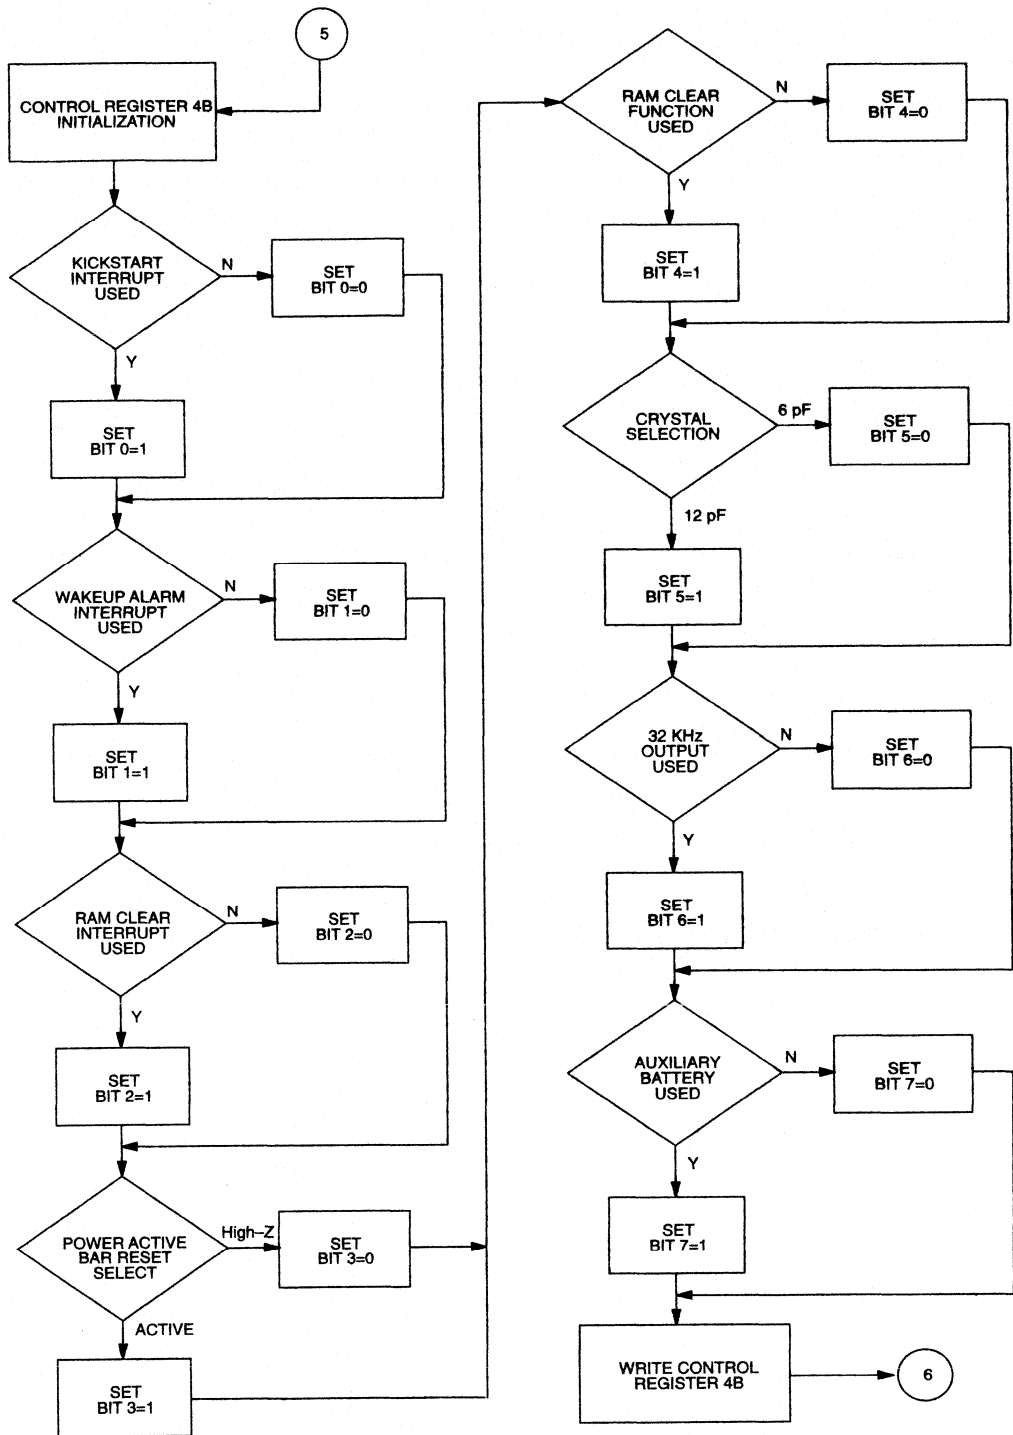 5
CONTROL REGISTER 4B
INITIALIZATION
KICKSTART
INTERRUPT
USED
N
SET
BIT 0=0
Y
SET
BIT 0=1
WAKEUP ALARM
INTERRUPT
USED
N
SET
BIT 1=0
Y
SET
BIT 1=1
RAM CLEAR
INTERRUPT
USED
N
SET
BIT 2=0
Y
SET
BIT 2=1
POWER ACTIVE
BAR RESET
SELECT
High-Z
SET
BIT 3=0
ACTIVE
SET
BIT 3=1
RAM CLEAR
FUNCTION
USED
N
SET
BIT 4=0
Y
SET
BIT 4=1
CRYSTAL
SELECTION
6 pF
SET
BIT 5=0
12 pF
SET
BIT 5=1
32 KHz
OUTPUT
USED
N
SET
BIT 6=0
Y
SET
BIT 6=1
AUXILIARY
BATTERY
USED
N
SET
BIT 7=0
Y
SET
BIT 7=1
WRITE CONTROL
REGISTER 4B
6